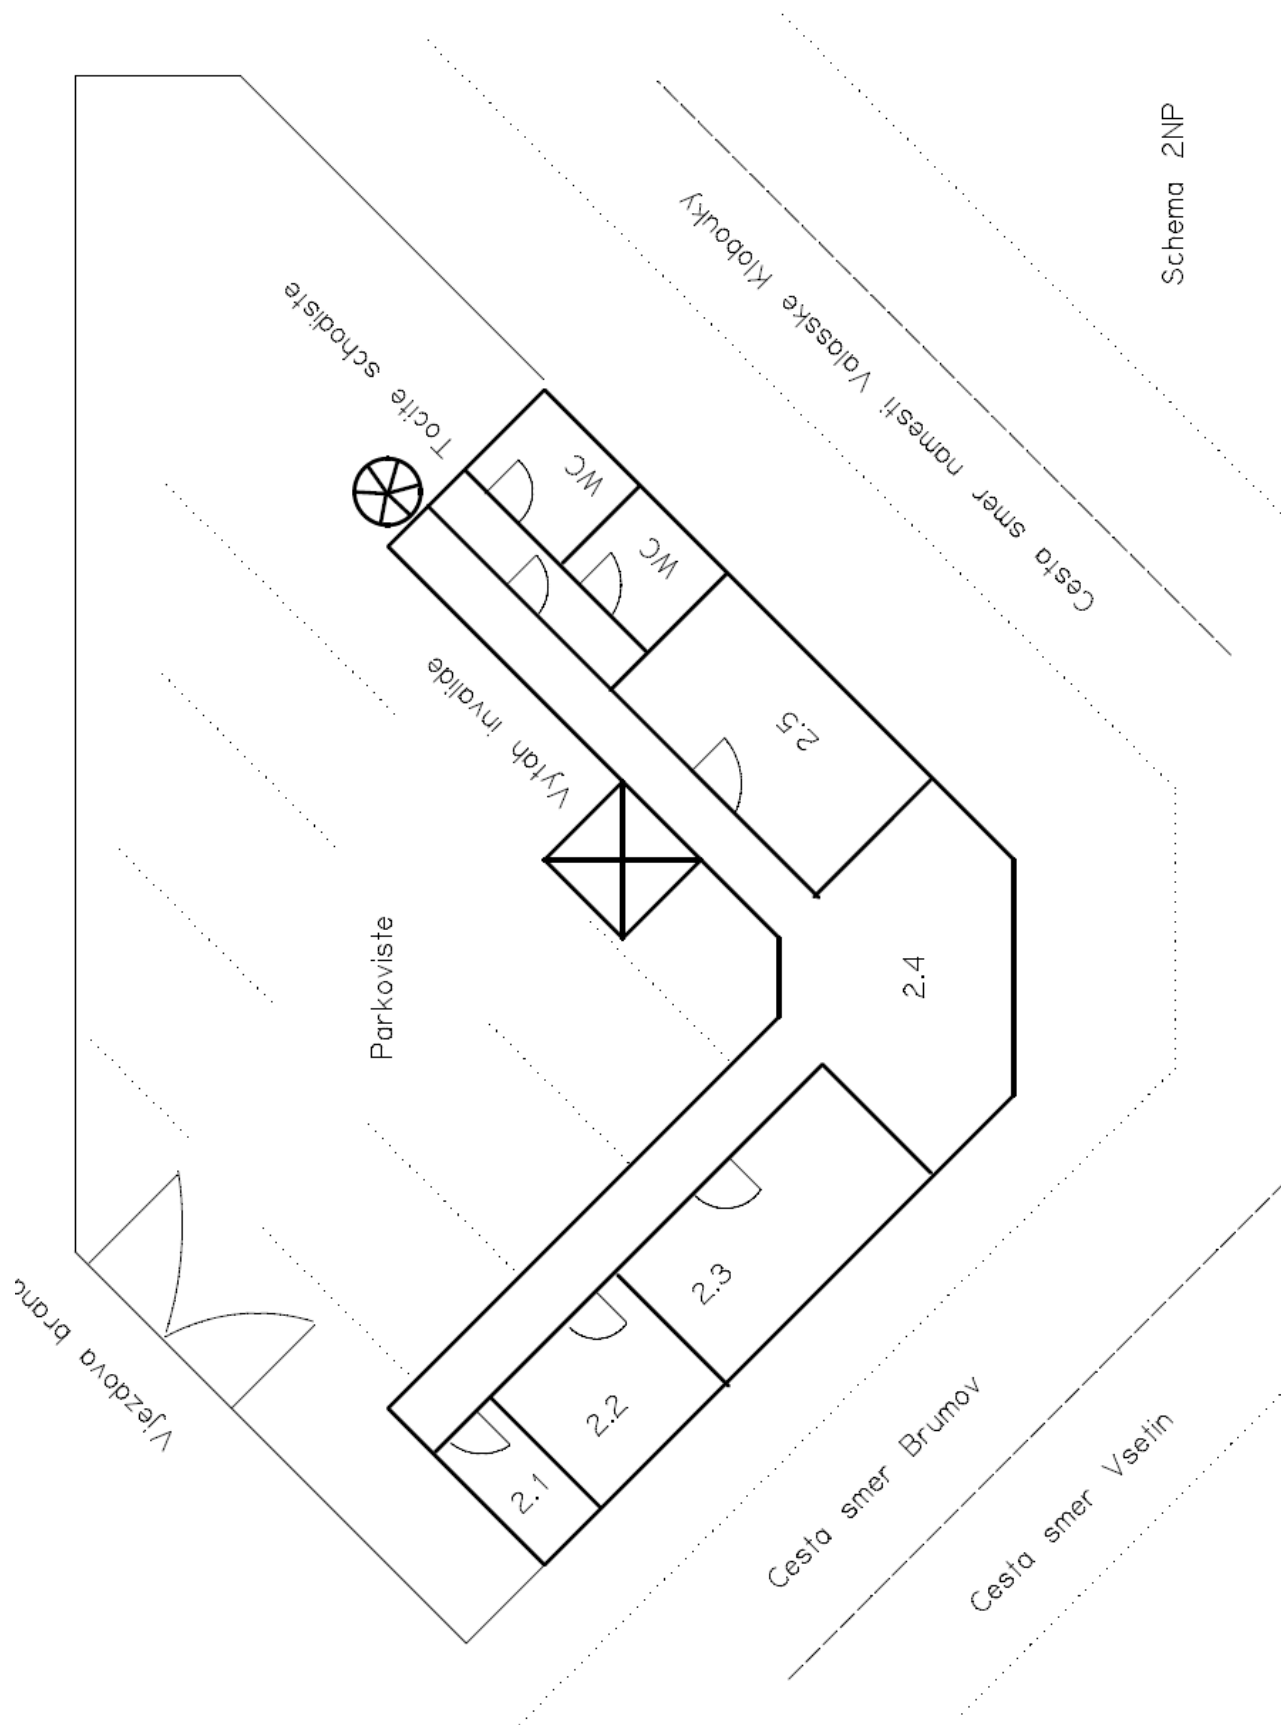 Schema 2NP
Cesta smer namesti Valasske Klobouky
Tocite schodiste
WC
WC
Vytah invalide
2.5
2.4
Parkoviste
2.3
2.2
2.1
Vjezdova
Cesta smer Brumov
Cesta smer Vsetin